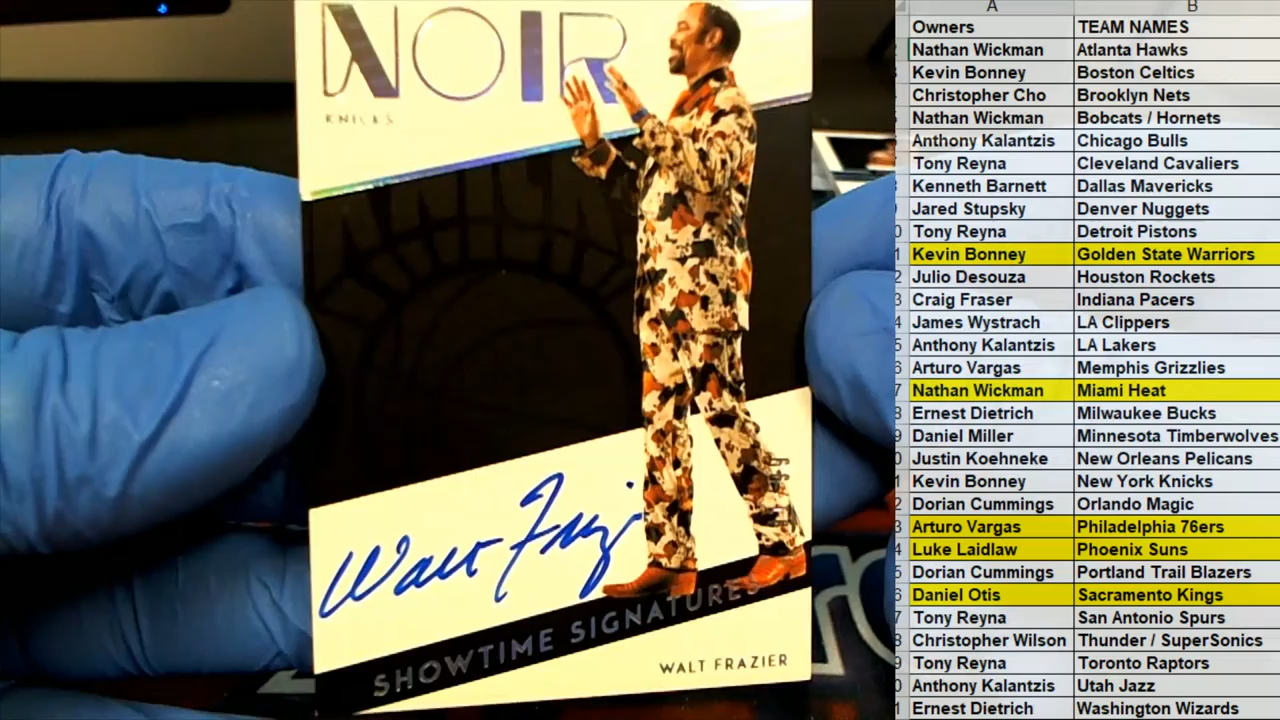 NOIR
KNICKS
Walt Frazier
SHOWTIME SIGNATURES
WALT FRAZIER
A B
Owners TEAM NAMES
Nathan Wickman Atlanta Hawks
Kevin Bonney Boston Celtics
Christopher Cho Brooklyn Nets
Nathan Wickman Bobcats / Hornets
Anthony Kalantzis Chicago Bulls
Tony Reyna Cleveland Cavaliers
Kenneth Barnett Dallas Mavericks
Jared Stupsky Denver Nuggets
Tony Reyna Detroit Pistons
Kevin Bonney Golden State Warriors
Julio Desouza Houston Rockets
Craig Fraser Indiana Pacers
James Wystrach LA Clippers
Anthony Kalantzis LA Lakers
Arturo Vargas Memphis Grizzlies
Nathan Wickman Miami Heat
Ernest Dietrich Milwaukee Bucks
Daniel Miller Minnesota Timberwolves
Justin Koehneke New Orleans Pelicans
Kevin Bonney New York Knicks
Dorian Cummings Orlando Magic
Arturo Vargas Philadelphia 76ers
Luke Laidlaw Phoenix Suns
Dorian Cummings Portland Trail Blazers
Daniel Otis Sacramento Kings
Tony Reyna San Antonio Spurs
Christopher Wilson Thunder / SuperSonics
Tony Reyna Toronto Raptors
Anthony Kalantzis Utah Jazz
Ernest Dietrich Washington Wizards